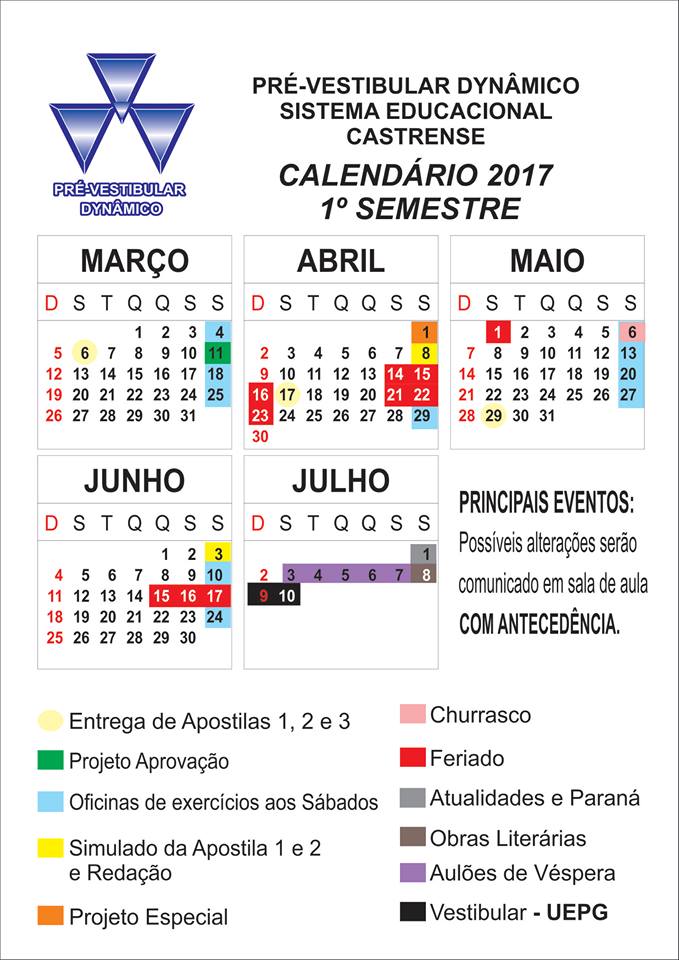 PRÉ-VESTIBULAR
DYNÂMICO
PRÉ-VESTIBULAR DYNÂMICO
SISTEMA EDUCACIONAL
CASTRENSE
CALENDÁRIO 2017
1º SEMESTRE
MARÇO
D S T Q Q S S
1 2 3 4
5 6 7 8 9 10 11
12 13 14 15 16 17 18
19 20 21 22 23 24 25
26 27 28 29 30 31
ABRIL
D S T Q Q S S
1
2 3 4 5 6 7 8
9 10 11 12 13 14 15
16 17 18 19 20 21 22
23 24 25 26 27 28 29
30
MAIO
D S T Q Q S S
1 2 3 4 5 6
7 8 9 10 11 12 13
14 15 16 17 18 19 20
21 22 23 24 25 26 27
28 29 30 31
JUNHO
D S T Q Q S S
1 2 3
4 5 6 7 8 9 10
11 12 13 14 15 16 17
18 19 20 21 22 23 24
25 26 27 28 29 30
JULHO
D S T Q Q S S
1
2 3 4 5 6 7 8
9 10
PRINCIPAIS EVENTOS:
Possíveis alterações serão
comunicado em sala de aula
COM ANTECEDÊNCIA.
Entrega de Apostilas 1, 2 e 3
Projeto Aprovação
Oficinas de exercícios aos Sábados
Simulado da Apostila 1 e 2
e Redação
Projeto Especial
Churrasco
Feriado
Atualidades e Paraná
Obras Literárias
Aulões de Véspera
Vestibular - UEPG